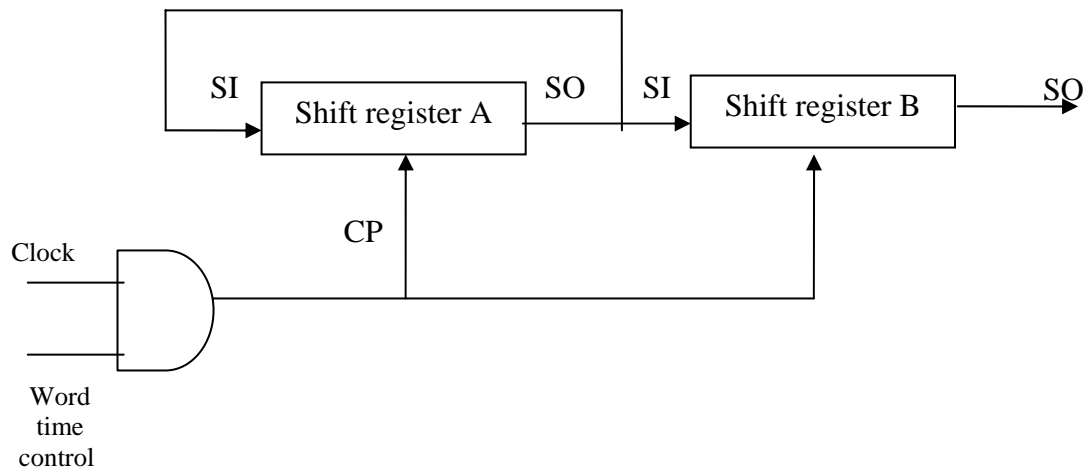 SI
Shift register A
SO
SI
Shift register B
SO
CP
Clock
Word
time
control